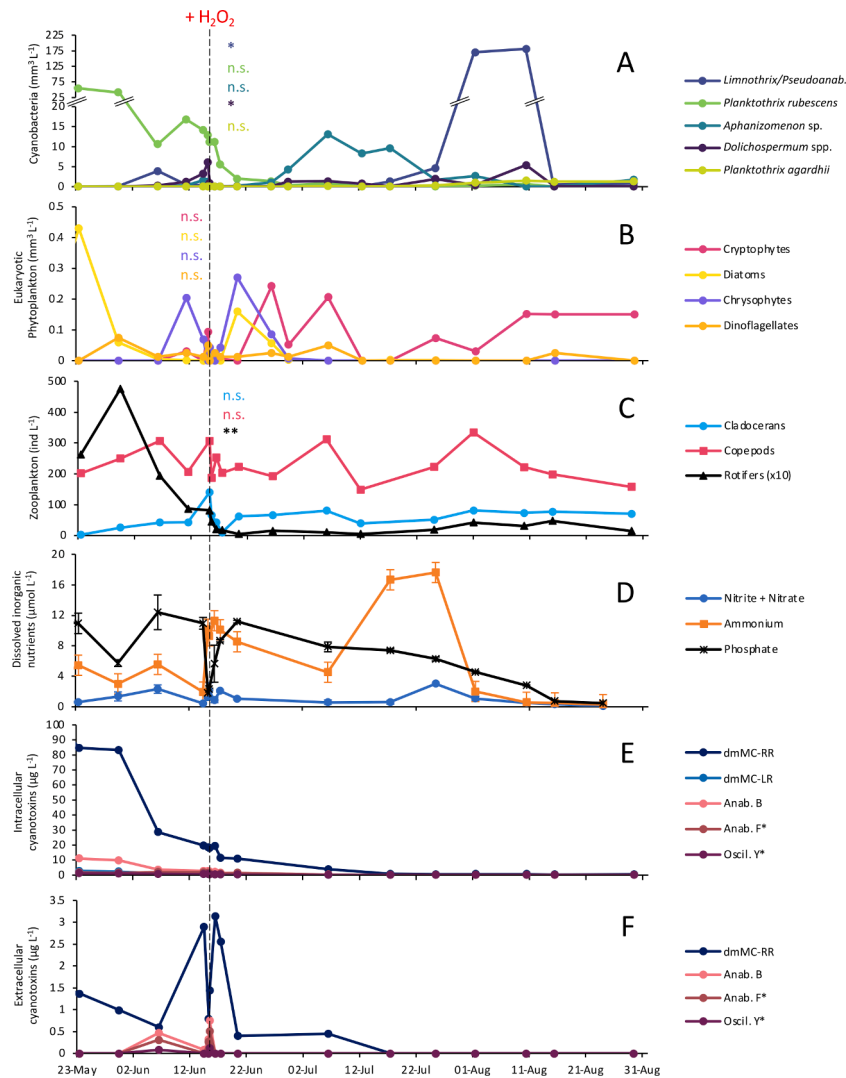 + H₂O₂
A
Cyanobacteria (mm³ L⁻¹)
225
175
125
75
25
20
15
10
5
0
*
n.s.
n.s.
*
n.s.
Limnothrix/Pseudoanab.
Planktothrix rubescens
Aphanizomenon sp.
Dolichospermum spp.
Planktothrix agardhii
B
Eukaryotic
Phytoplankton (mm³ L⁻¹)
0.5
0.4
0.3
0.2
0.1
0
n.s.
n.s.
n.s.
n.s.
Cryptophytes
Diatoms
Chrysophytes
Dinoflagellates
C
Zooplankton (ind L⁻¹)
500
400
300
200
100
0
n.s.
n.s.
**
Cladocerans
Copepods
Rotifers (x10)
D
Dissolved inorganic
nutrients (µmol L⁻¹)
20
16
12
8
4
0
Nitrite + Nitrate
Ammonium
Phosphate
E
Intracellular
cyanotoxins (µg L⁻¹)
100
90
80
70
60
50
40
30
20
10
0
dmMC-RR
dmMC-LR
Anab. B
Anab. F*
Oscil. Y*
F
Extracellular
cyanotoxins (µg L⁻¹)
3.5
3
2.5
2
1.5
1
0.5
0
dmMC-RR
Anab. B
Anab. F*
Oscil. Y*
23-May 02-Jun 12-Jun 22-Jun 02-Jul 12-Jul 22-Jul 01-Aug 11-Aug 21-Aug 31-Aug